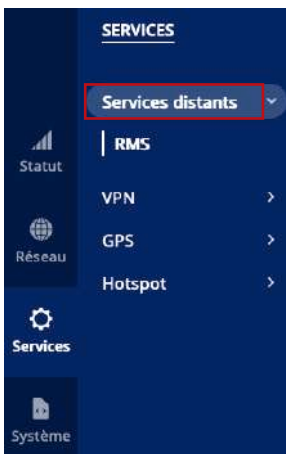 SERVICES
Services distants
RMS
VPN
GPS
Hotspot
Statut
Réseau
Services
Système